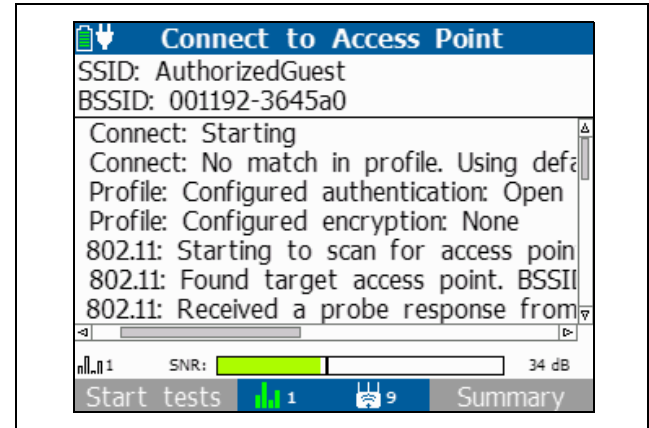 Connect to Access Point
SSID: AuthorizedGuest
BSSID: 001192-3645a0
Connect: Starting
Connect: No match in profile. Using defa
Profile: Configured authentication: Open
Profile: Configured encryption: None
802.11: Starting to scan for access poin
802.11: Found target access point. BSSI
802.11: Received a probe response from
1 SNR: 34 dB
Start tests 1 9 Summary